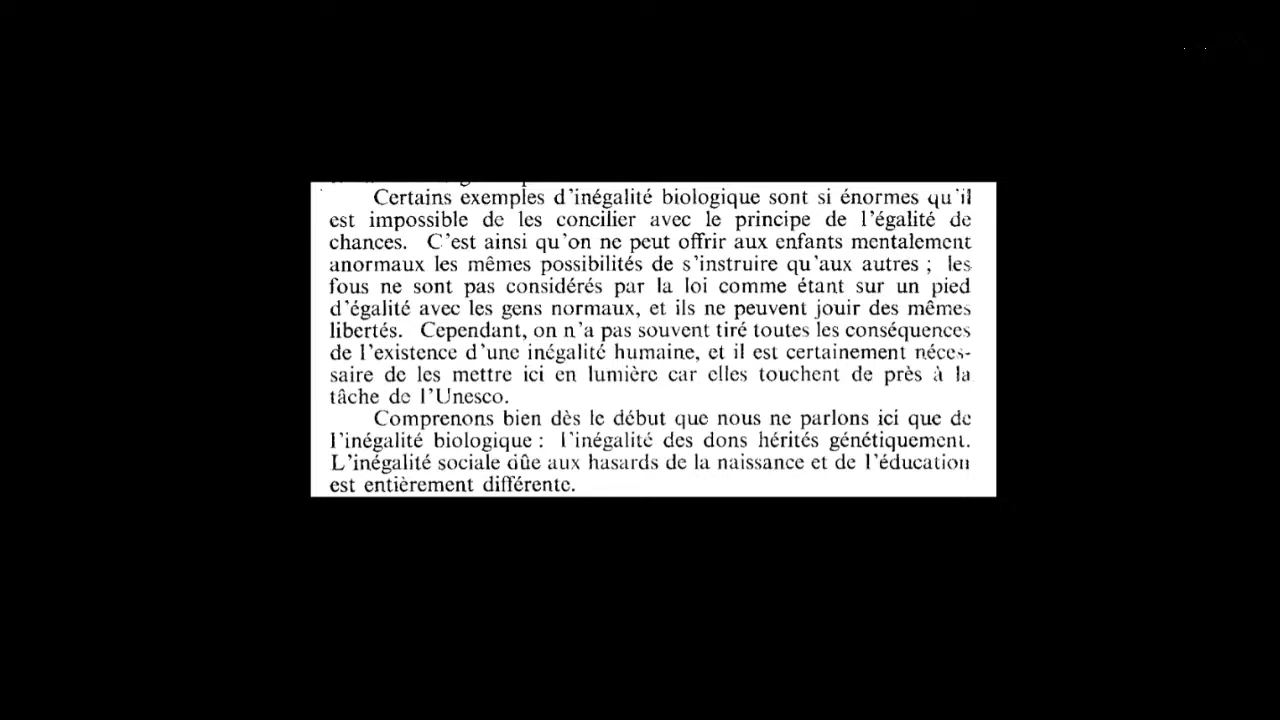 Certains exemples d'inégalité biologique sont si énormes qu'il
est impossible de les concilier avec le principe de l'égalité de
chances. C'est ainsi qu'on ne peut offrir aux enfants mentalement
anormaux les mêmes possibilités de s'instruire qu'aux autres ; les
fous ne sont pas considérés par la loi comme étant sur un pied
d'égalité avec les gens normaux, et ils ne peuvent jouir des mêmes
libertés. Cependant, on n'a pas souvent tiré toutes les conséquences
de l'existence d'une inégalité humaine, et il est certainement néces-
saire de les mettre ici en lumière car elles touchent de près à la
tâche de l'Unesco.
Comprenons bien dès le début que nous ne parlons ici que de
l'inégalité biologique : l'inégalité des dons hérités génétiquement.
L'inégalité sociale dûe aux hasards de la naissance et de l'éducation
est entièrement différente.